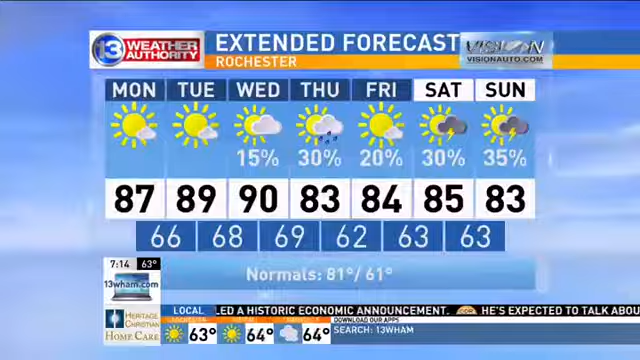 13 WEATHER AUTHORITY
EXTENDED FORECAST
ROCHESTER
VISION
VISIONAUTO.COM
MON TUE WED THU FRI SAT SUN
15% 30% 20% 30% 35%
87 89 90 83 84 85 83
66 68 69 62 63 63
Normals: 81°/ 61°
7:14 63°
13wham.com
HERITAGE
CHRISTIAN
HOME CARE
LOCAL LED A HISTORIC ECONOMIC ANNOUNCEMENT. HE'S EXPECTED TO TALK ABOU
DOWNLOAD OUR APPS
63° 64° 64° SEARCH: 13WHAM